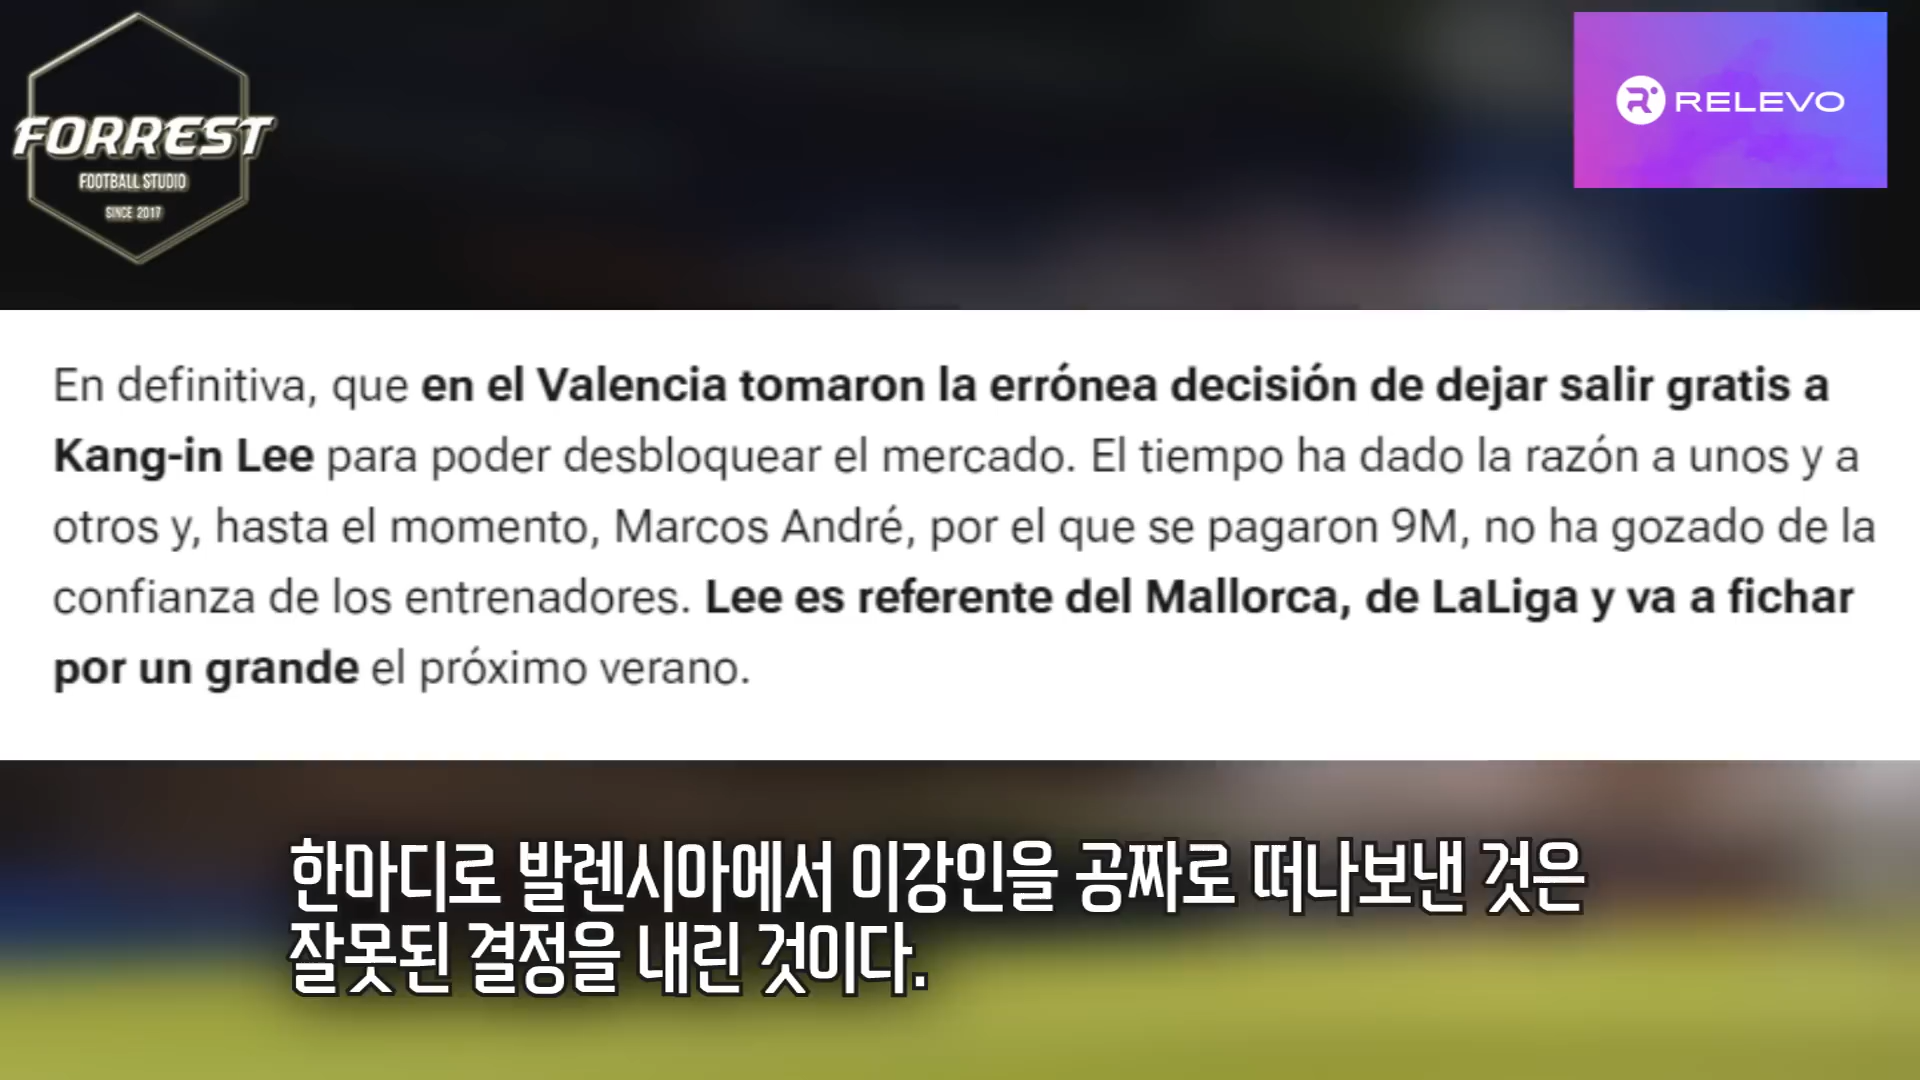 FORREST
FOOTBALL STUDIO
SINCE 2017
RELEVO
En definitiva, que en el Valencia tomaron la errónea decisión de dejar salir gratis a
Kang-in Lee para poder desbloquear el mercado. El tiempo ha dado la razón a unos y a
otros y, hasta el momento, Marcos André, por el que se pagaron 9M, no ha gozado de la
confianza de los entrenadores. Lee es referente del Mallorca, de LaLiga y va a fichar
por un grande el próximo verano.
한마디로 발렌시아에서 이강인을 공짜로 떠나보낸 것은
잘못된 결정을 내린 것이다.